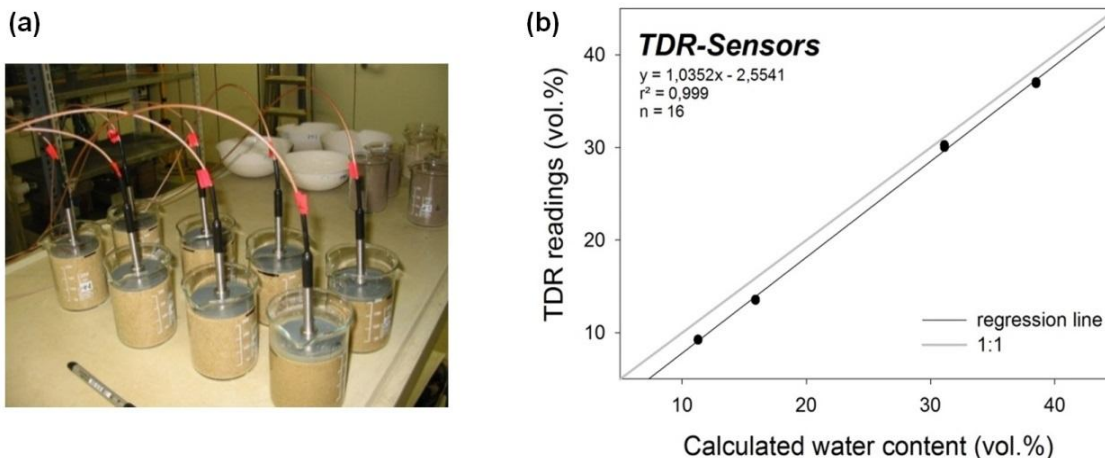 (a)
(b)
TDR-Sensors
y = 1,0352x - 2,5541
r² = 0,999
n = 16
TDR readings (vol.%)
40
30
20
10
regression line
1:1
10 20 30 40
Calculated water content (vol.%)